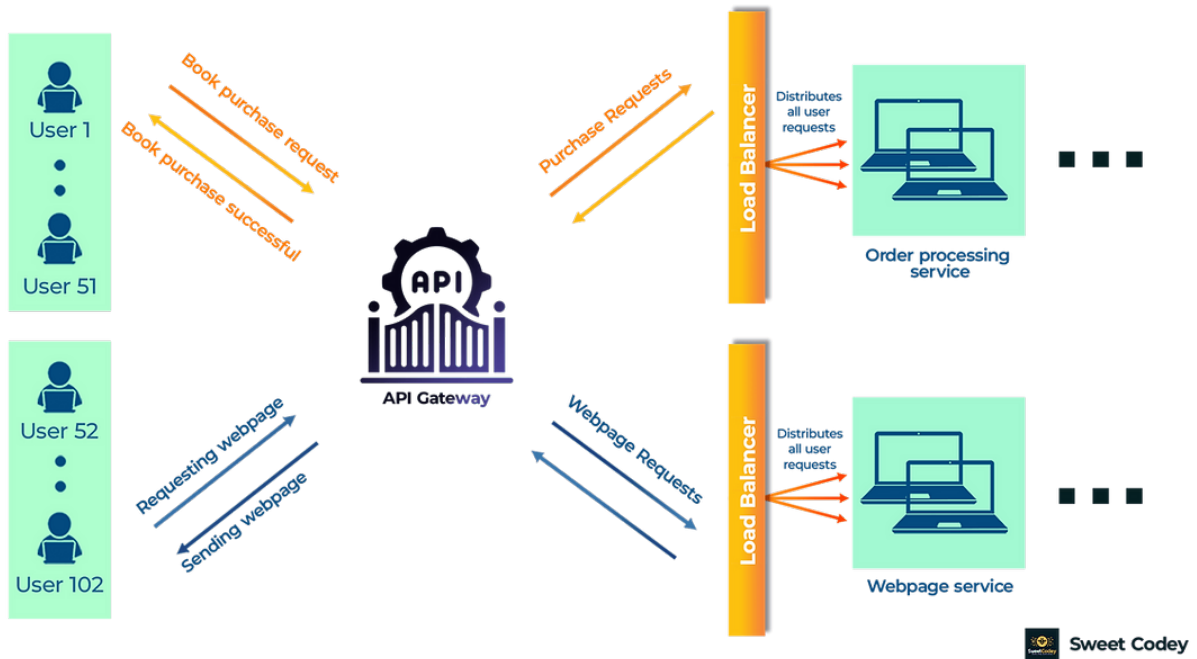 User 1
User 51
Book purchase request
Book purchase successful
Purchase Requests
Load Balancer
Distributes
all user
requests
Order processing
service
API
API Gateway
User 52
User 102
Requesting webpage
Sending webpage
Webpage Requests
Load Balancer
Distributes
all user
requests
Webpage service
SweetCodey
Sweet Codey